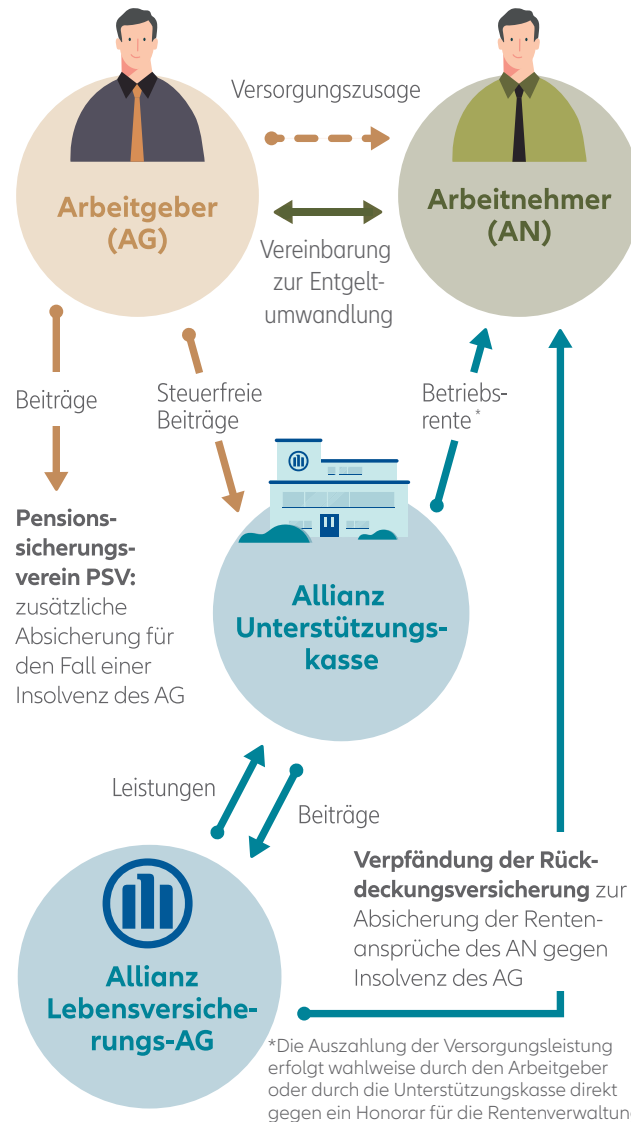 Versorgungszusage
Arbeitgeber
(AG)
Arbeitnehmer
(AN)
Vereinbarung
zur Entgelt-
umwandlung
Beiträge
Steuerfreie
Beiträge
Betriebs-
rente*
Pensions-
sicherungs-
verein PSV:
zusätzliche
Absicherung für
den Fall einer
Insolvenz des AG
Allianz
Unterstützungs-
kasse
Leistungen
Beiträge
Verpfändung der Rück-
deckungsversicherung zur
Absicherung der Renten-
ansprüche des AN gegen
Insolvenz des AG
Allianz
Lebensversiche-
rungs-AG
*Die Auszahlung der Versorgungsleistung
erfolgt wahlweise durch den Arbeitgeber
oder durch die Unterstützungskasse direkt
gegen ein Honorar für die Rentenverwaltun